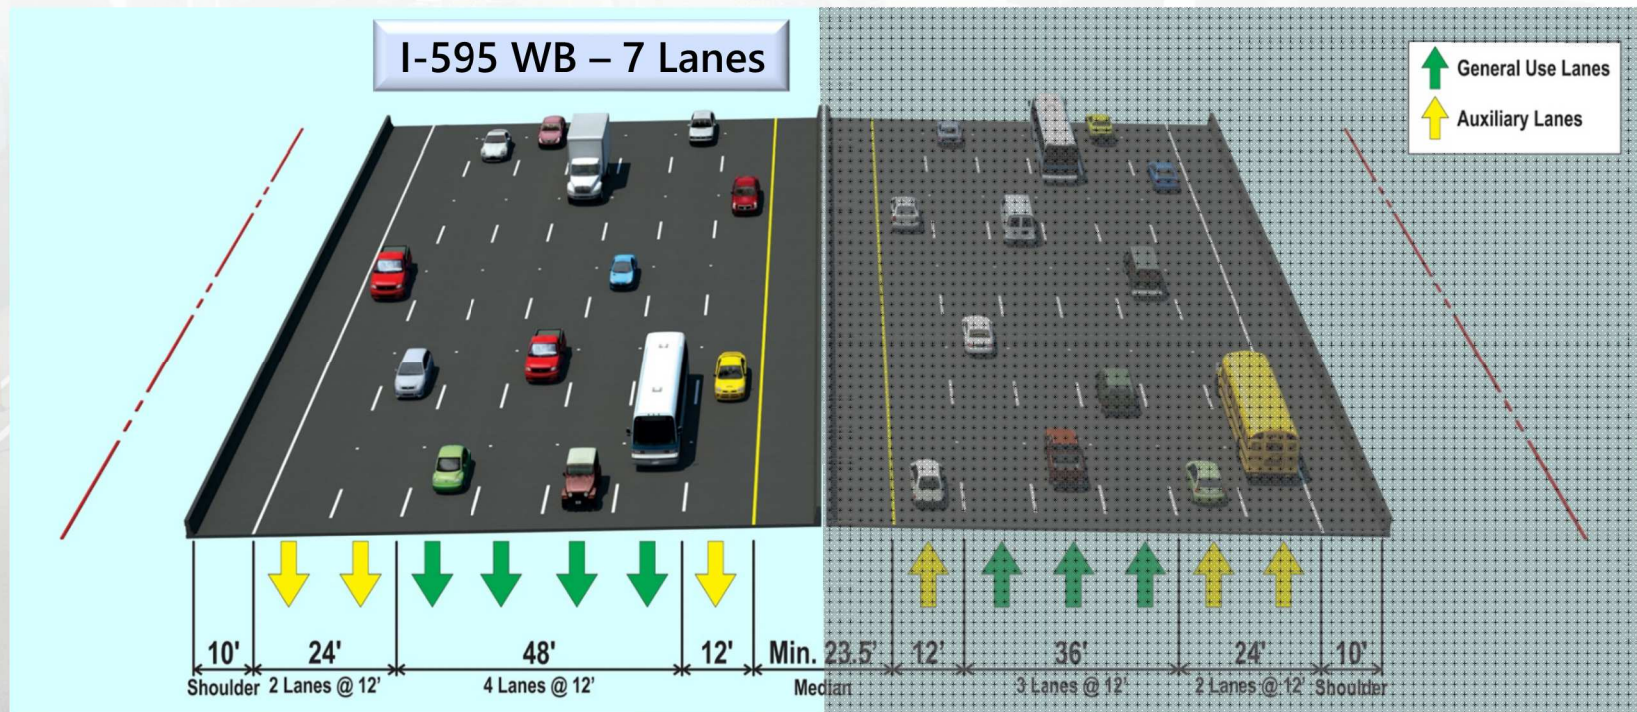 I-595 WB – 7 Lanes
General Use Lanes
Auxiliary Lanes
10' 24' 48' 12' Min. 23.5' 12' 36' 24' 10'
Shoulder 2 Lanes @ 12' 4 Lanes @ 12' Median 3 Lanes @ 12' 2 Lanes @ 12' Shoulder